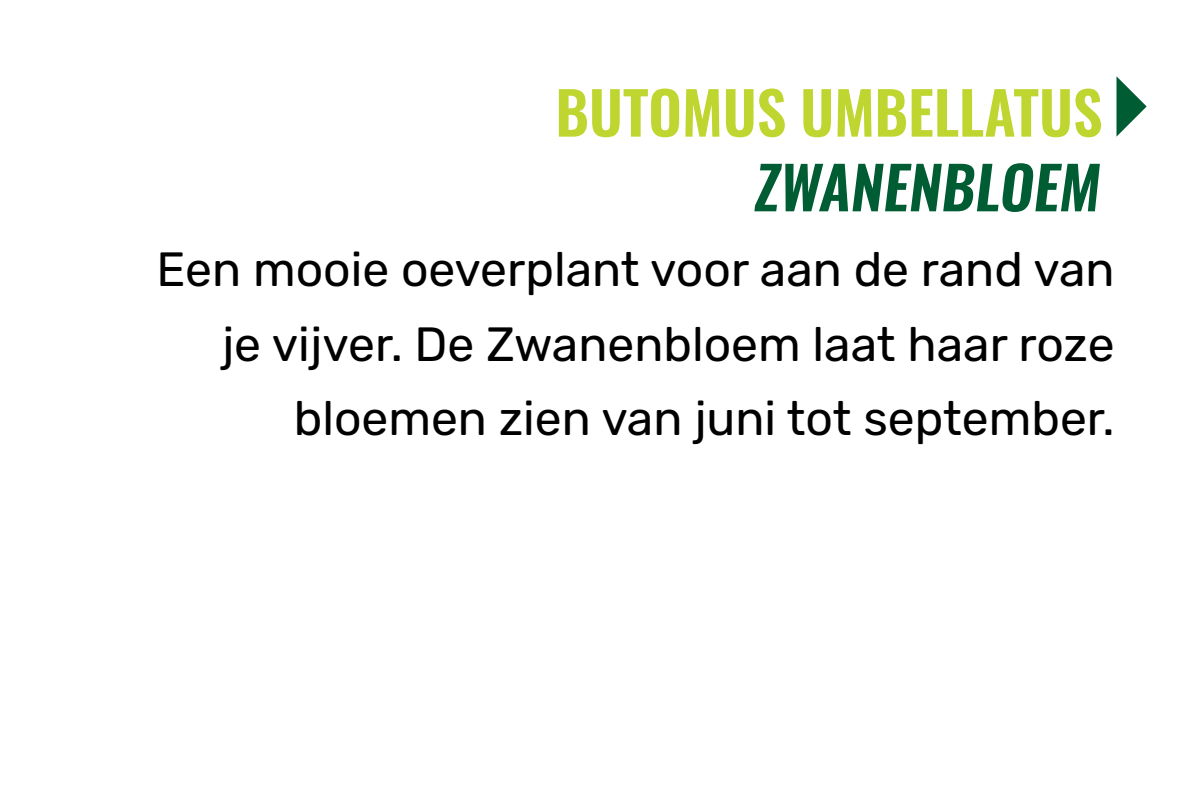 BUTOMUS UMBELLATUS
ZWANENBLOEM
Een mooie oeverplant voor aan de rand van
je vijver. De Zwanenbloem laat haar roze
bloemen zien van juni tot september.